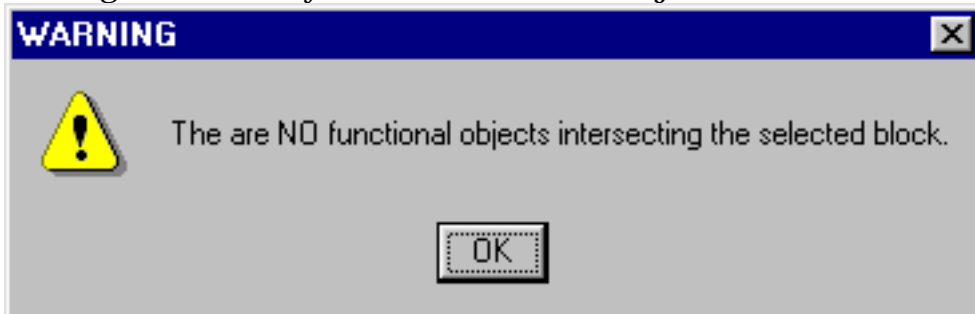 WARNING
The are NO functional objects intersecting the selected block.
OK